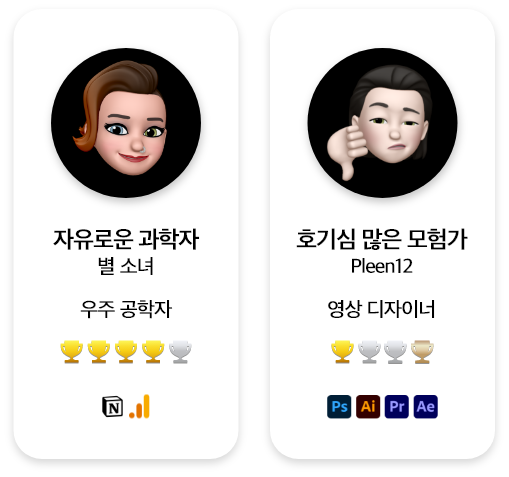 자유로운 과학자
별 소녀
우주 공학자
N
호기심 많은 모험가
Pleen12
영상 디자이너
Ps Ai Pr Ae